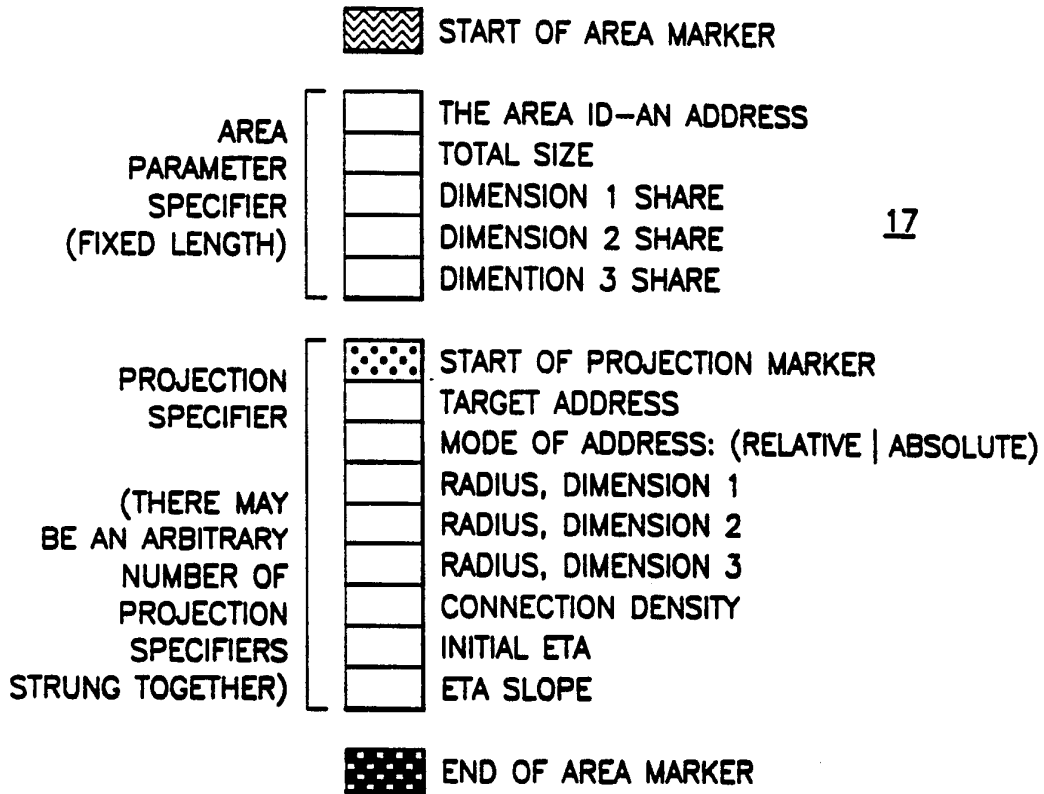 START OF AREA MARKER
AREA
PARAMETER
SPECIFIER
(FIXED LENGTH)
THE AREA ID—AN ADDRESS
TOTAL SIZE
DIMENSION 1 SHARE
DIMENSION 2 SHARE
DIMENTION 3 SHARE
17
PROJECTION
SPECIFIER
(THERE MAY
BE AN ARBITRARY
NUMBER OF
PROJECTION
SPECIFIERS
STRUNG TOGETHER)
START OF PROJECTION MARKER
TARGET ADDRESS
MODE OF ADDRESS: (RELATIVE | ABSOLUTE)
RADIUS, DIMENSION 1
RADIUS, DIMENSION 2
RADIUS, DIMENSION 3
CONNECTION DENSITY
INITIAL ETA
ETA SLOPE
END OF AREA MARKER